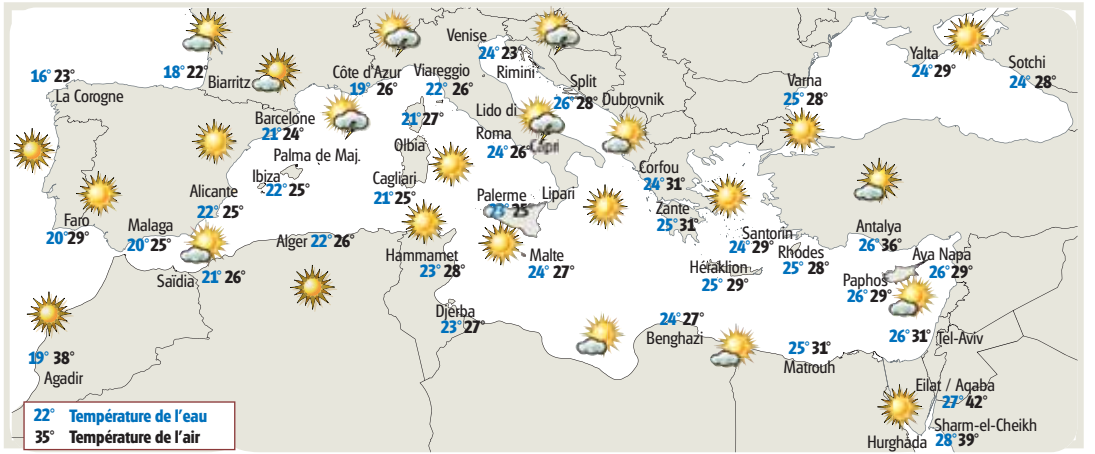 Venise
24° 23°
Rimini
Yalta
24° 29°
Sotchi
24° 28°
16° 23°
La Corogne
18° 22°
Biarritz
Côte d'Azur
19° 26°
Viareggio
22° 26°
Split
26° 28°
Dubrovnik
Varna
25° 28°
Barcelone
21° 24°
21° 27°
Olbia
Lido di
Roma
24° 26°
Capri
Palma de Maj.
Ibiza
22° 25°
Cagliari
21° 25°
Corfou
24° 31°
Alicante
22° 25°
Palerme
23° 25°
Lipari
Zante
25° 31°
Faro
20° 29°
Malaga
20° 25°
Alger 22° 26°
Santorin
24° 29°
Antalya
26° 36°
Saïdia
21° 26°
Hammamet
23° 28°
Malte
24° 27°
Héraklion
25° 29°
Rhodes
25° 28°
Aya Napa
26° 29°
Paphos
26° 29°
Djerba
23° 27°
24° 27°
Benghazi
25° 31°
Matrouh
26° 31°
Tel-Aviv
19° 38°
Agadir
Eilat / Aqaba
27° 42°
Sharm-el-Cheikh
28° 39°
Hurghada
22° Température de l'eau
35° Température de l'air